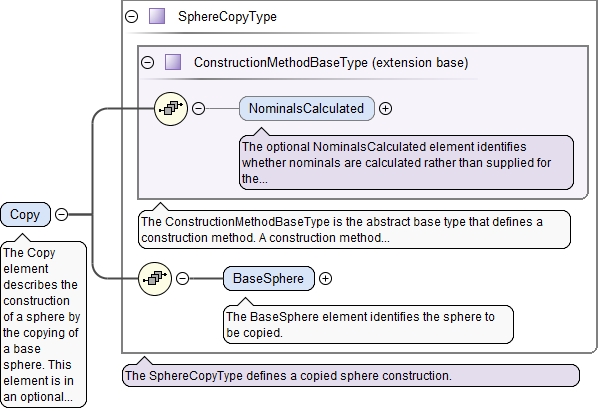 SphereCopyType
ConstructionMethodBaseType (extension base)
NominalsCalculated
The optional NominalsCalculated element identifies
whether nominals are calculated rather than supplied for
the...
Copy
The ConstructionMethodBaseType is the abstract base type that defines a
construction method. A construction method...
The Copy
element
describes the
construction
of a sphere by
the copying of
a base
sphere. This
element is in
an optional...
BaseSphere
The BaseSphere element identifies the sphere to
be copied.
The SphereCopyType defines a copied sphere construction.